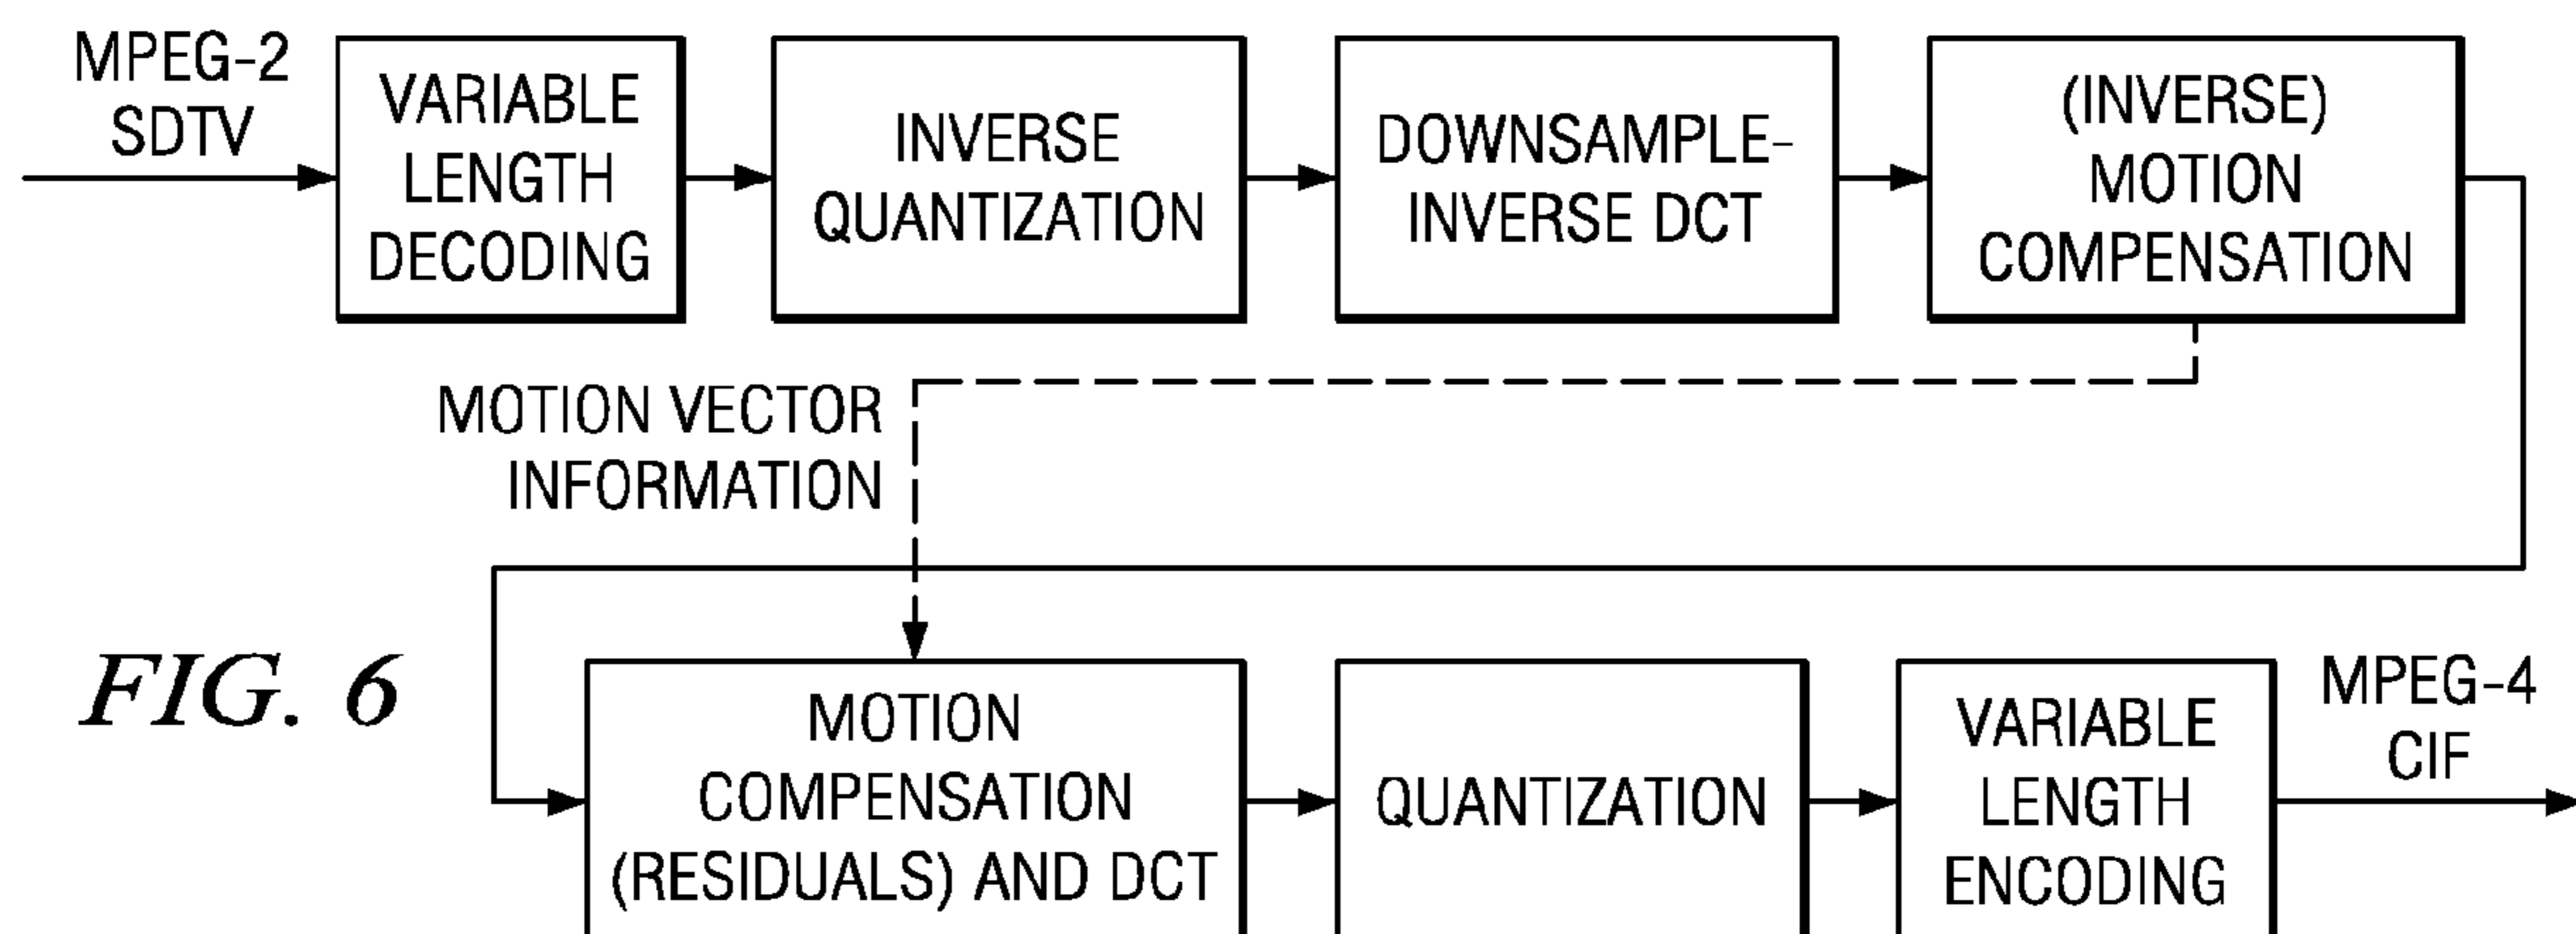 MPEG-2
SDTV
VARIABLE
LENGTH
DECODING
INVERSE
QUANTIZATION
DOWNSAMPLE-
INVERSE DCT
(INVERSE)
MOTION
COMPENSATION
MOTION VECTOR
INFORMATION
FIG. 6
MOTION
COMPENSATION
(RESIDUALS) AND DCT
QUANTIZATION
VARIABLE
LENGTH
ENCODING
MPEG-4
CIF